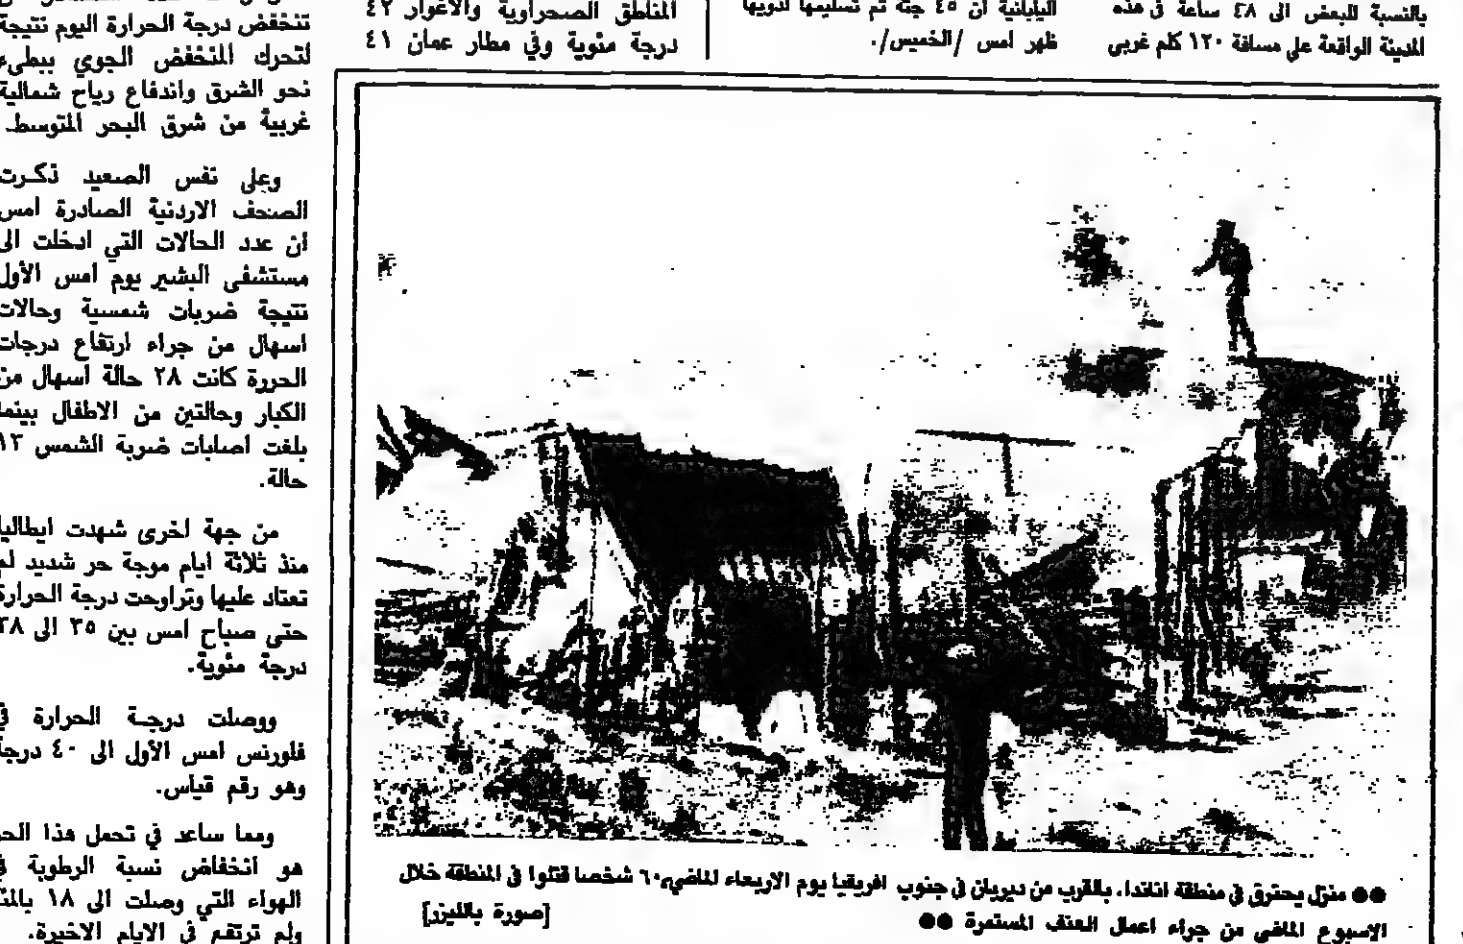 بالنسبة للبعض الى ٤٨ ساعة في هذه
المدينة الواقعة على مسافة ١٢٠ كلم غربي
اليابانية ان ٤٥ جثة تم تسليمها لذويها
ظهر امس /الخميس/.
المناطق الصحراوية والاغوار ٤٢
درجة مئوية وفي مطار عمان ٤١
تنخفض درجة الحرارة اليوم نتيجة
لتحرك المنخفض الجوي ببطيء
نحو الشرق واندفاع رياح شمالية
غربية من شرق البحر المتوسط.
وعلى نفس الصعيد ذكرت
الصحف الاردنية الصادرة امس
ان عدد الحالات التي ادخلت الى
مستشفى البشير يوم امس الأول
نتيجة ضربات شمسية وحالات
اسهال من جراء ارتفاع درجات
الحررة كانت ٢٨ حالة اسهال من
الكبار وحالتين من الاطفال بينما
بلغت اصابات ضربة الشمس ١٢
حالة.
من جهة اخرى شهدت ايطاليا
منذ ثلاثة ايام موجة حر شديد لم
تعتاد عليها وتراوحت درجة الحرارة
حتى صباح امس بين ٣٥ الى ٣٨
درجة مئوية.
ووصلت درجة الحرارة في
فلورنس امس الأول الى ٤٠ درجة
وهو رقم قياس.
ومما ساعد في تحمل هذا الحر
هو انخفاض نسبة الرطوبة في
الهواء التي وصلت الى ١٨ بالمئة
ولم ترتفع في الايام الاخيرة.
●● منزل يحترق في منطقة اناندا، بالقرب من ديربان في جنوب افريقيا يوم الاربعاء الماضي،٦٠ شخصا قتلوا في المنطقة خلال
الاسبوع الماضي من جراء اعمال العنف المستمرة ●●
[صورة بالليزر]